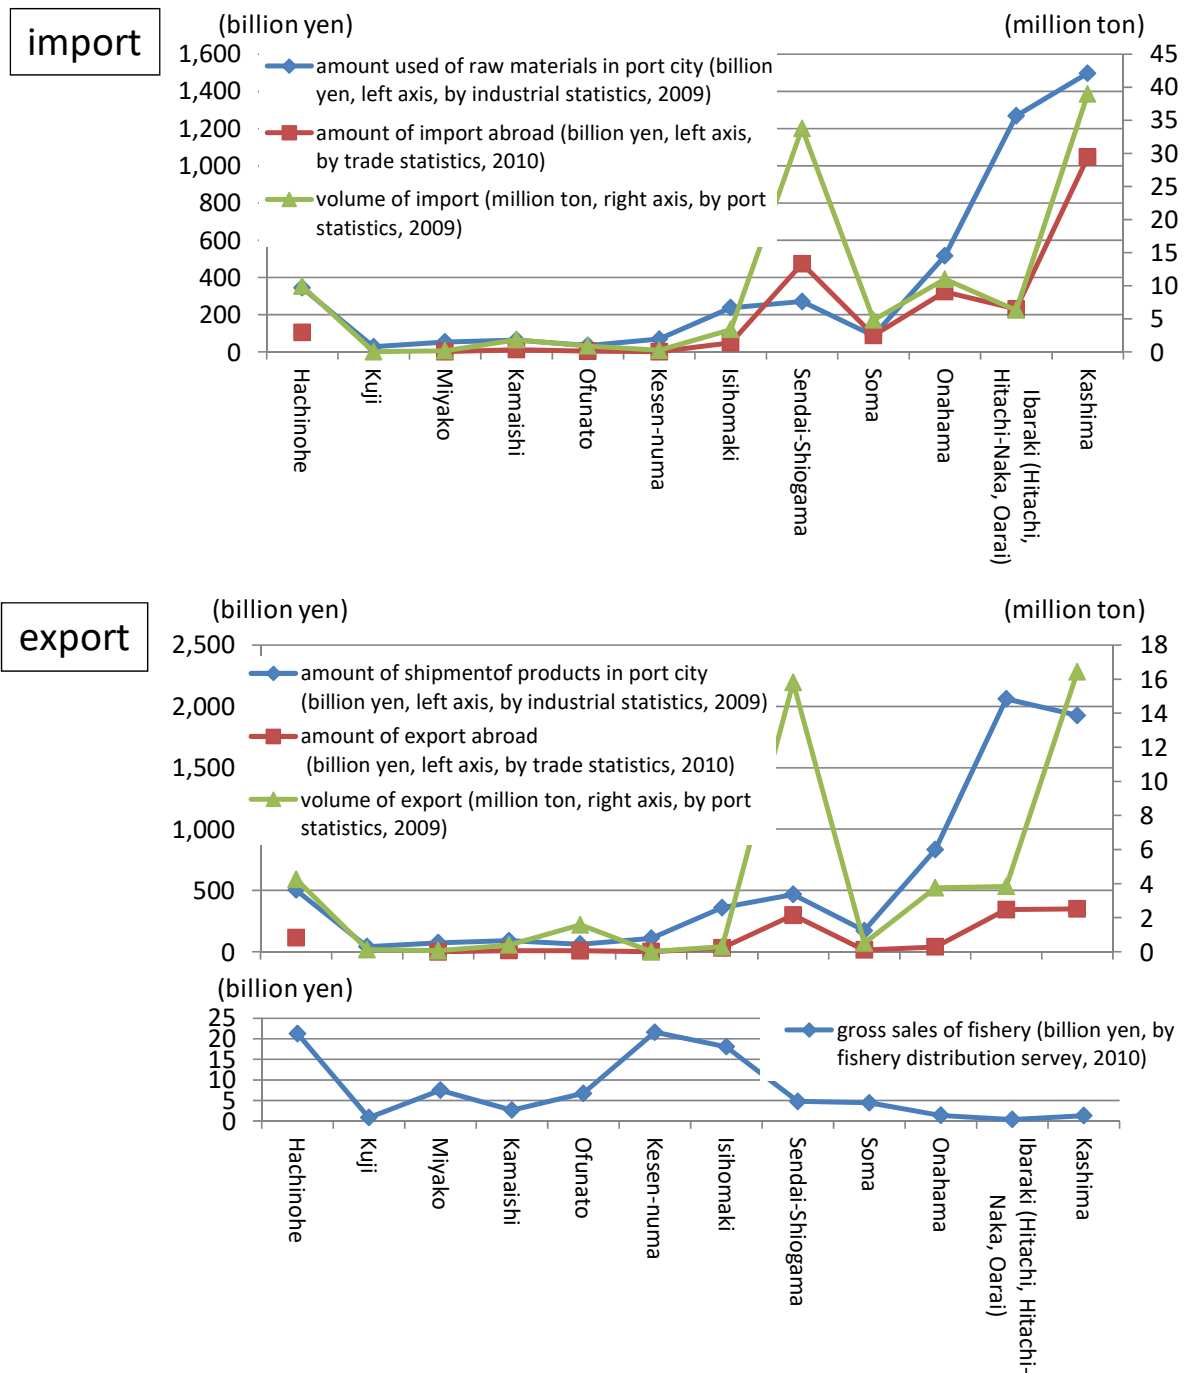 import
(billion yen)
(million ton)
1,600
1,400
1,200
1,000
800
600
400
200
0
45
40
35
30
25
20
15
10
5
0
amount used of raw materials in port city (billion
yen, left axis, by industrial statistics, 2009)
amount of import abroad (billion yen, left axis,
by trade statistics, 2010)
volume of import (million ton, right axis, by port
statistics, 2009)
Hachinohe
Kuji
Miyako
Kamaishi
Ofunato
Kesen-numa
Isihomaki
Sendai-Shiogama
Soma
Onahama
Ibaraki (Hitachi,
Hitachi-Naka, Oarai)
Kashima
export
(billion yen)
(million ton)
2,500
2,000
1,500
1,000
500
0
18
16
14
12
10
8
6
4
2
0
amount of shipmentof products in port city
(billion yen, left axis, by industrial statistics, 2009)
amount of export abroad
(billion yen, left axis, by trade statistics, 2010)
volume of export (million ton, right axis, by port
statistics, 2009)
(billion yen)
25
20
15
10
5
0
gross sales of fishery (billion yen, by
fishery distribution servey, 2010)
Hachinohe
Kuji
Miyako
Kamaishi
Ofunato
Kesen-numa
Isihomaki
Sendai-Shiogama
Soma
Onahama
Ibaraki (Hitachi, Hitachi-
Naka, Oarai)
Kashima